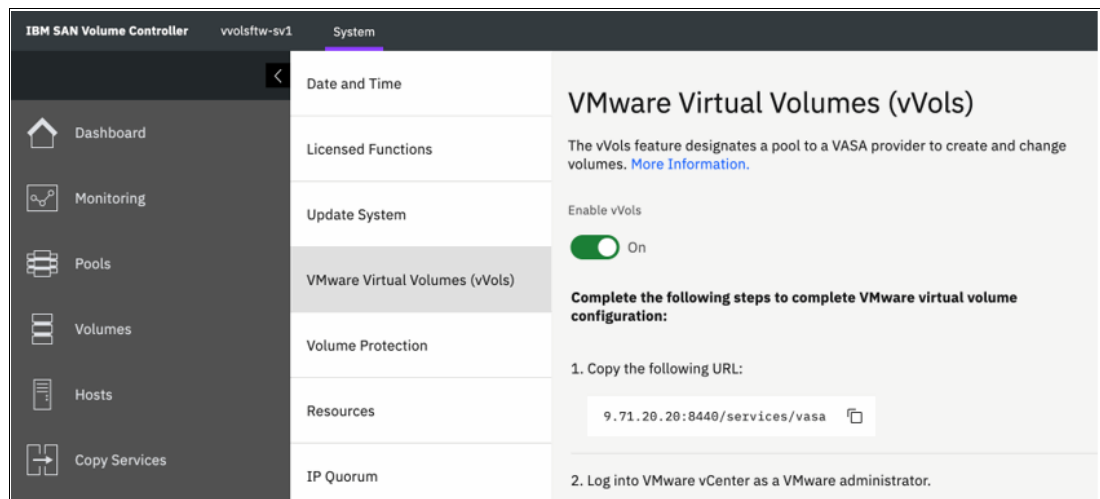 IBM SAN Volume Controller vvolsftw-sv1 System
Dashboard
Monitoring
Pools
Volumes
Hosts
Copy Services
Date and Time
Licensed Functions
Update System
VMware Virtual Volumes (vVols)
Volume Protection
Resources
IP Quorum
VMware Virtual Volumes (vVols)
The vVols feature designates a pool to a VASA provider to create and change
volumes. More Information.
Enable vVols
On
Complete the following steps to complete VMware virtual volume
configuration:
1. Copy the following URL:
9.71.20.20:8440/services/vasa
2. Log into VMware vCenter as a VMware administrator.